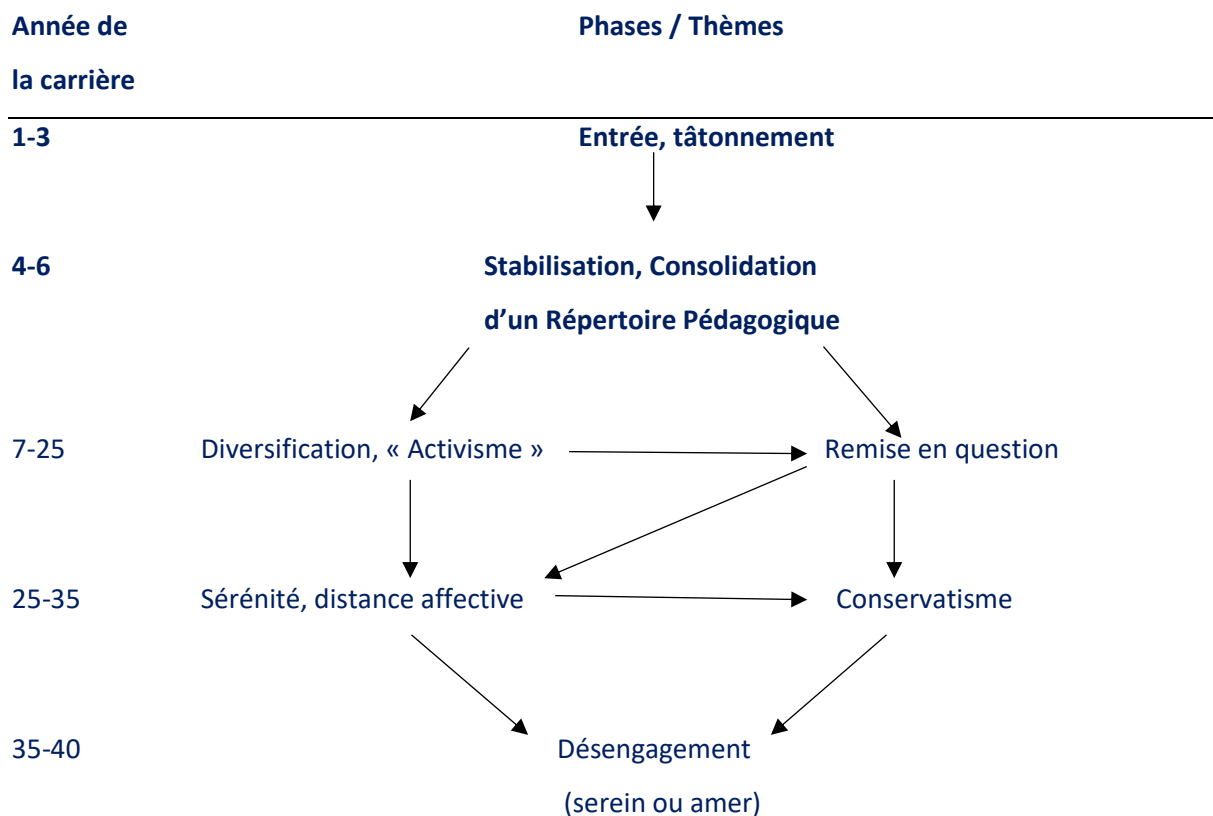 Année de Phases / Thèmes
la carrière
1-3 Entrée, tâtonnement
4-6 Stabilisation, Consolidation
d’un Répertoire Pédagogique
7-25 Diversification, « Activisme » Remise en question
25-35 Sérénité, distance affective Conservatisme
35-40 Désengagement
(serein ou amer)